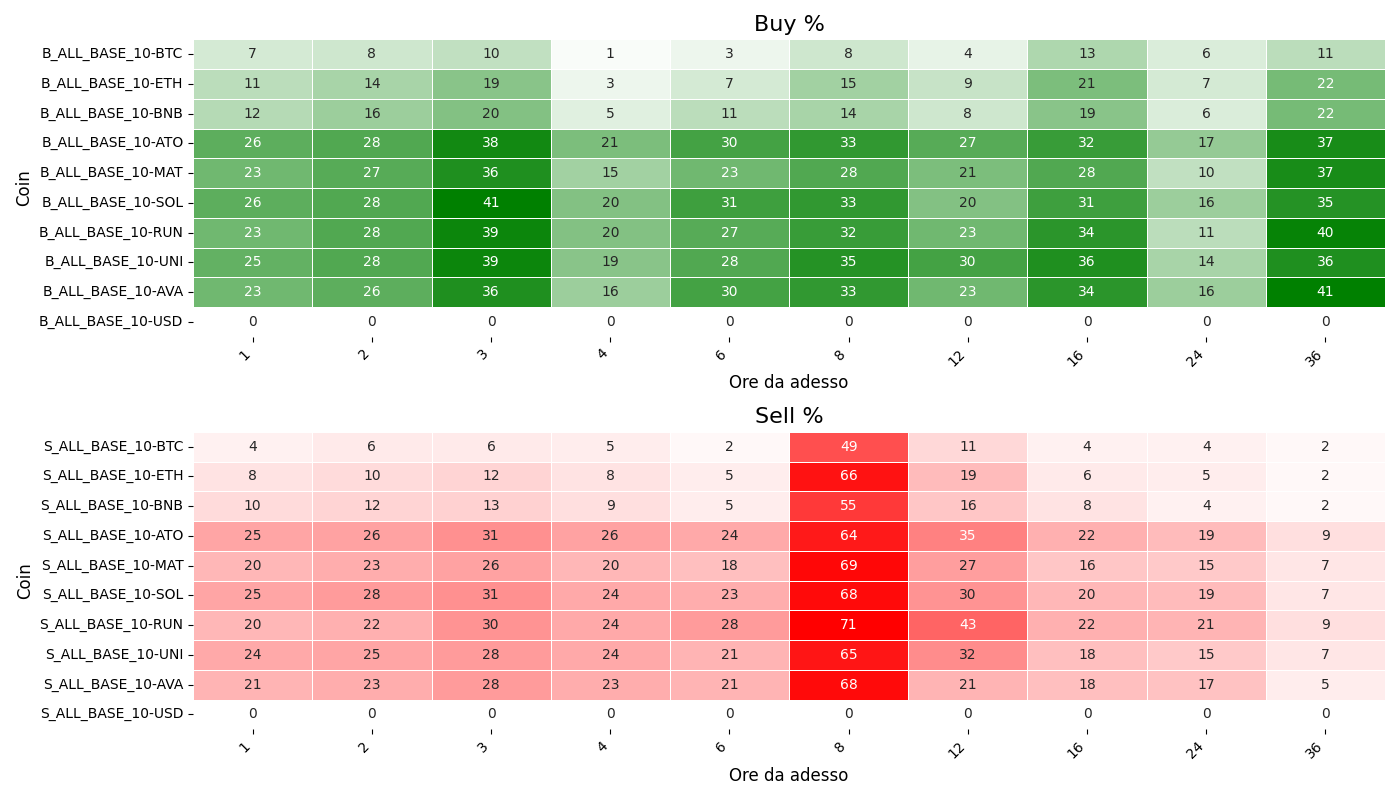 Buy %
Coin
B_ALL_BASE_10-BTC 7 8 10 1 3 8 4 13 6 11
B_ALL_BASE_10-ETH 11 14 19 3 7 15 9 21 7 22
B_ALL_BASE_10-BNB 12 16 20 5 11 14 8 19 6 22
B_ALL_BASE_10-ATO 26 28 38 21 30 33 27 32 17 37
B_ALL_BASE_10-MAT 23 27 36 15 23 28 21 28 10 37
B_ALL_BASE_10-SOL 26 28 41 20 31 33 20 31 16 35
B_ALL_BASE_10-RUN 23 28 39 20 27 32 23 34 11 40
B_ALL_BASE_10-UNI 25 28 39 19 28 35 30 36 14 36
B_ALL_BASE_10-AVA 23 26 36 16 30 33 23 34 16 41
B_ALL_BASE_10-USD 0 0 0 0 0 0 0 0 0 0
1 2 3 4 6 8 12 16 24 36
Ore da adesso
Sell %
Coin
S_ALL_BASE_10-BTC 4 6 6 5 2 49 11 4 4 2
S_ALL_BASE_10-ETH 8 10 12 8 5 66 19 6 5 2
S_ALL_BASE_10-BNB 10 12 13 9 5 55 16 8 4 2
S_ALL_BASE_10-ATO 25 26 31 26 24 64 35 22 19 9
S_ALL_BASE_10-MAT 20 23 26 20 18 69 27 16 15 7
S_ALL_BASE_10-SOL 25 28 31 24 23 68 30 20 19 7
S_ALL_BASE_10-RUN 20 22 30 24 28 71 43 22 21 9
S_ALL_BASE_10-UNI 24 25 28 24 21 65 32 18 15 7
S_ALL_BASE_10-AVA 21 23 28 23 21 68 21 18 17 5
S_ALL_BASE_10-USD 0 0 0 0 0 0 0 0 0 0
1 2 3 4 6 8 12 16 24 36
Ore da adesso